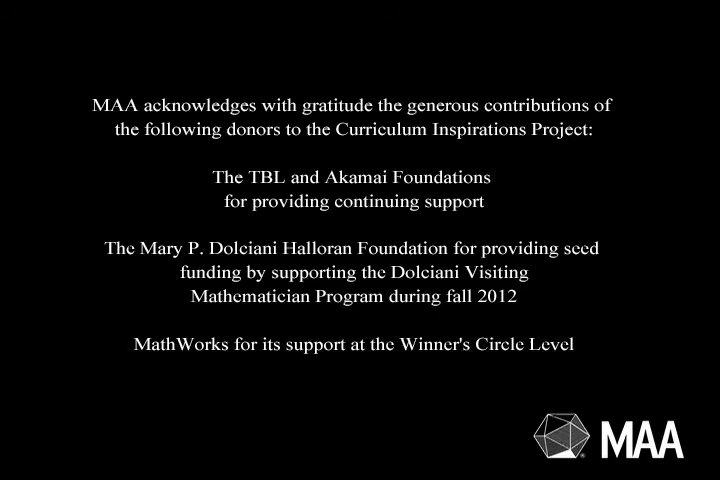 MAA acknowledges with gratitude the generous contributions of
the following donors to the Curriculum Inspirations Project:
The TBL and Akamai Foundations
for providing continuing support
The Mary P. Dolciani Halloran Foundation for providing seed
funding by supporting the Dolciani Visiting
Mathematician Program during fall 2012
MathWorks for its support at the Winner's Circle Level
® MAA